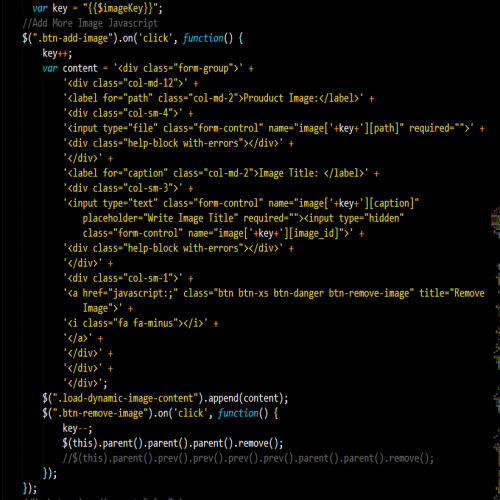 var key = "{{$imageKey}}";
//Add More Image Javascript
$(".btn-add-image").on('click', function() {
key++;
var content = '<div class="form-group">' +
'<div class="col-md-12">' +
'<label for="path" class="col-md-2">Prouduct Image:</label>' +
'<div class="col-sm-4">' +
'<input type="file" class="form-control" name="image['+key+'][path]" required="">' +
'<div class="help-block with-errors"></div>' +
'</div>' +
'<label for="caption" class="col-md-2">Image Title: </label>' +
'<div class="col-sm-3">' +
'<input type="text" class="form-control" name="image['+key+'][caption]"
placeholder="Write Image Title" required=""><input type="hidden"
class="form-control" name="image['+key+'][image_id]">' +
'<div class="help-block with-errors"></div>' +
'</div>' +
'<div class="col-sm-1">' +
'<a href="javascript:;" class="btn btn-xs btn-danger btn-remove-image" title="Remove
Image">' +
'<i class="fa fa-minus"></i>' +
'</a>' +
'</div>' +
'</div>' +
'</div>';
$(".load-dynamic-image-content").append(content);
$(".btn-remove-image").on('click', function() {
key--;
$(this).parent().parent().parent().remove();
//$(this).parent().prev().prev().prev().prev().parent().parent().remove();
});
});